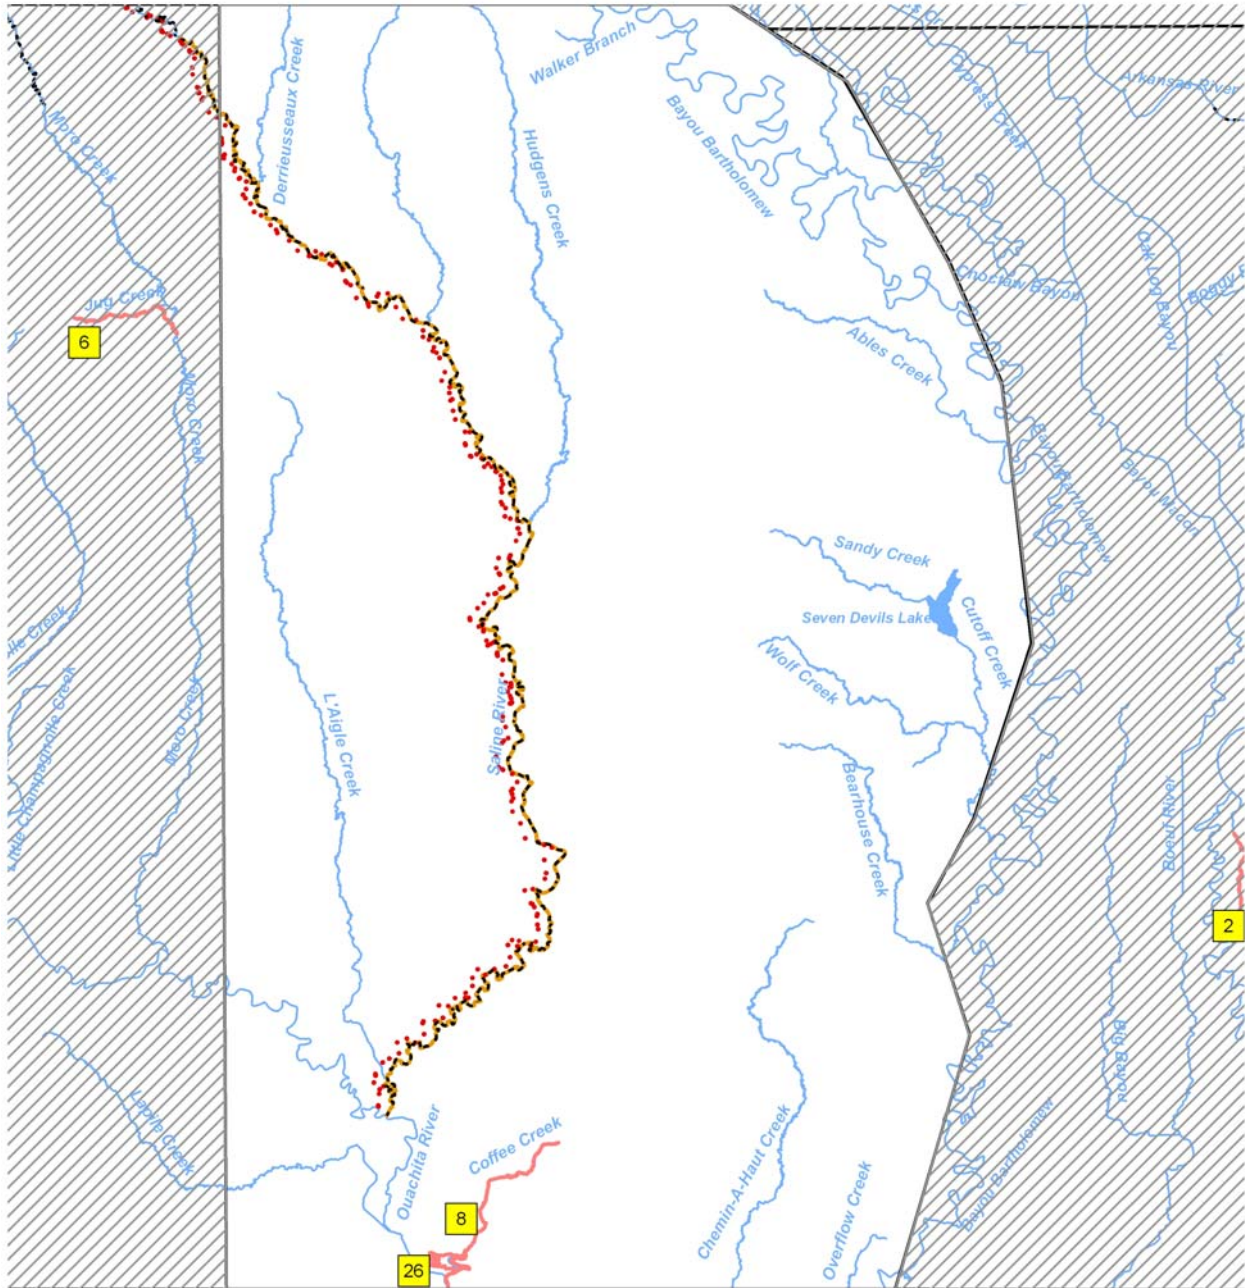 Walker Branch
Cypress Creek
Arkansas River
Derrieusseaux Creek
Moro Creek
Hudgens Creek
Bayou Bartholomew
Oak Log Bayou
Choctaw Bayou
Jug Creek
6
Ables Creek
Moro Creek
Bayou Bartholomew
Bayou Macon
Sandy Creek
Seven Devils Lake
Cutoff Creek
Wolf Creek
Little Champagnolle Creek
Moro Creek
L'Aigle Creek
Saline River
Bearhouse Creek
Boeuf River
2
Big Bayou
Lapile Creek
Ouachita River
Coffee Creek
Chemin-A-Haut Creek
Overflow Creek
Bayou Bartholomew
8
26